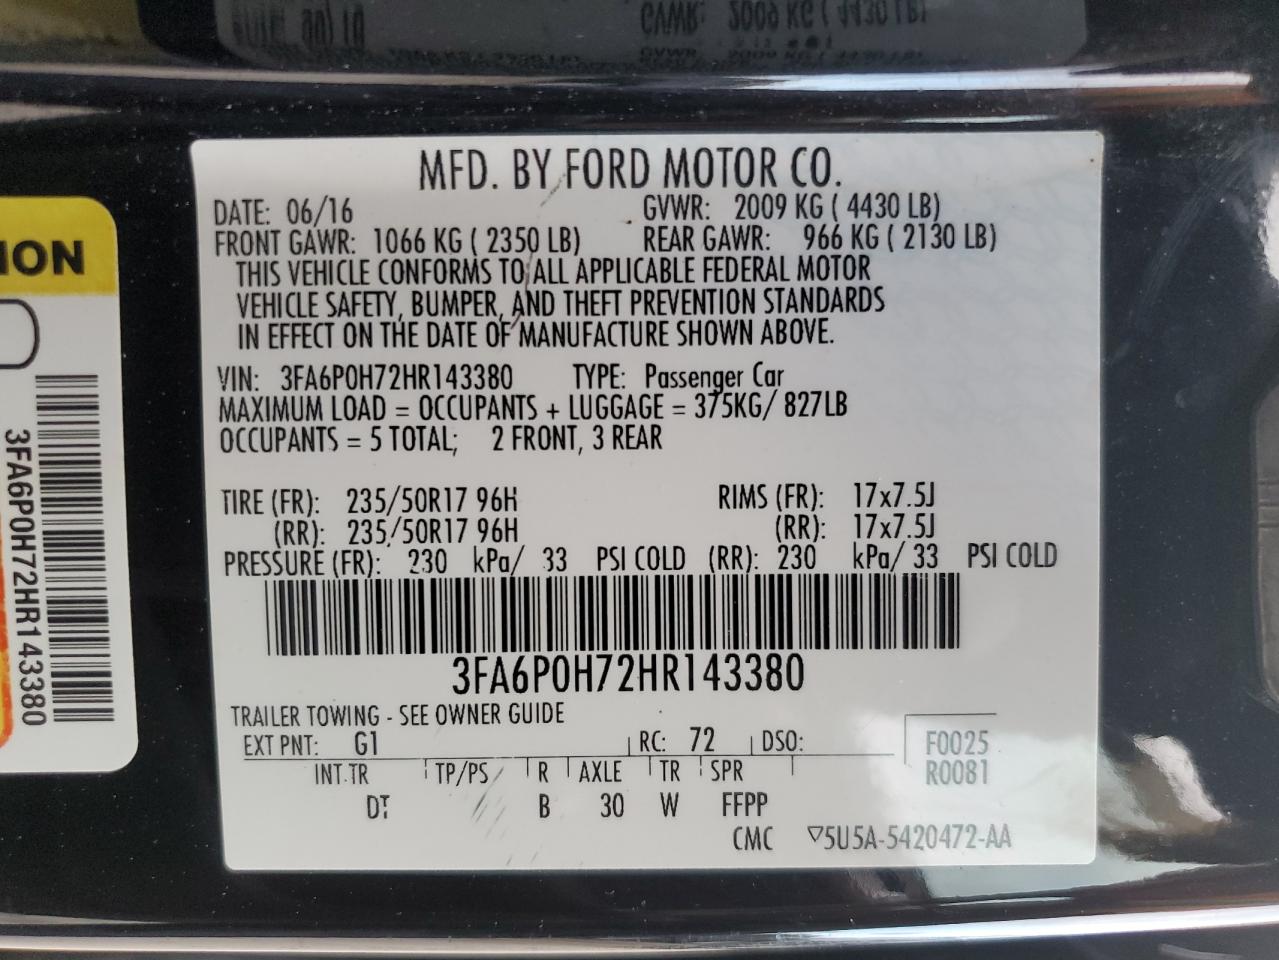 MFD. BY FORD MOTOR CO.
DATE: 06/16 GVWR: 2009 KG ( 4430 LB)
FRONT GAWR: 1066 KG ( 2350 LB) REAR GAWR: 966 KG ( 2130 LB)
THIS VEHICLE CONFORMS TO ALL APPLICABLE FEDERAL MOTOR
VEHICLE SAFETY, BUMPER, AND THEFT PREVENTION STANDARDS
IN EFFECT ON THE DATE OF MANUFACTURE SHOWN ABOVE.
VIN: 3FA6P0H72HR143380 TYPE: Passenger Car
MAXIMUM LOAD = OCCUPANTS + LUGGAGE = 375KG/ 827LB
OCCUPANTS = 5 TOTAL; 2 FRONT, 3 REAR
TIRE (FR): 235/50R17 96H RIMS (FR): 17x7.5J
(RR): 235/50R17 96H (RR): 17x7.5J
PRESSURE (FR): 230 kPa/ 33 PSI COLD (RR): 230 kPa/ 33 PSI COLD
3FA6P0H72HR143380
TRAILER TOWING - SEE OWNER GUIDE
EXT PNT: G1 RC: 72 DSO: F0025
INT TR TP/PS R AXLE TR SPR R0081
DT B 30 W FFPP
CMC ▽5U5A-5420472-AA
ION
3FA6P0H72HR143380